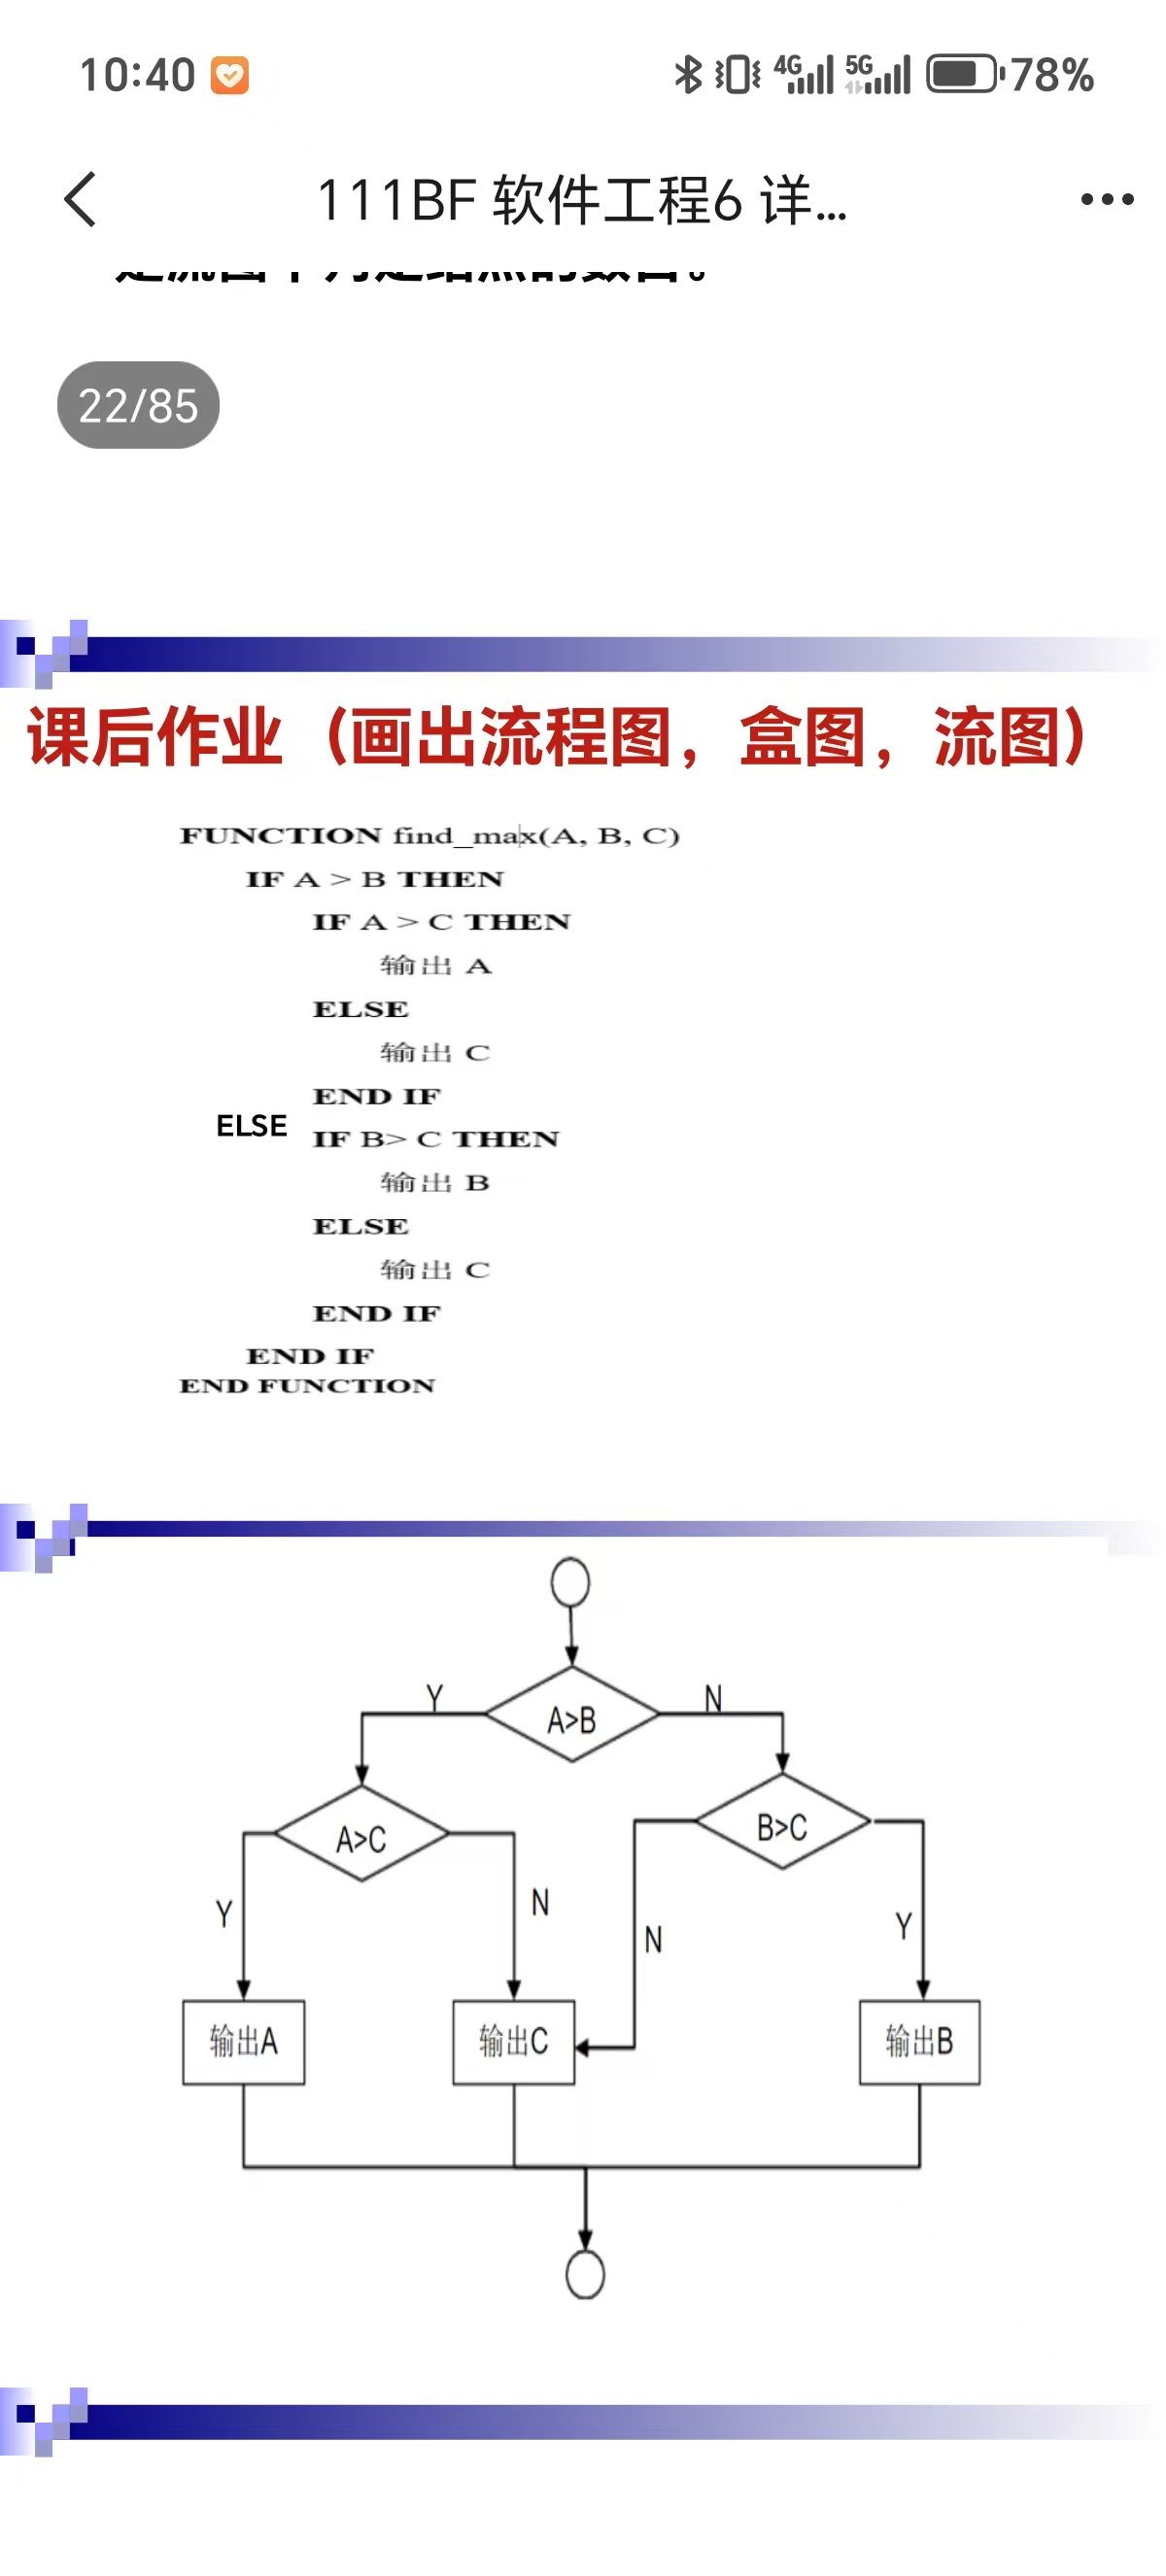 10:40 4G 5G 78%
111BF 软件工程6 详...
22/85
课后作业（画出流程图，盒图，流图）
FUNCTION find_max(A, B, C)
IF A > B THEN
IF A > C THEN
输出 A
ELSE
输出 C
END IF
ELSE
IF B> C THEN
输出 B
ELSE
输出 C
END IF
END IF
END FUNCTION
Y
N
A>B
A>C
B>C
Y
N
N
Y
输出A
输出C
输出B